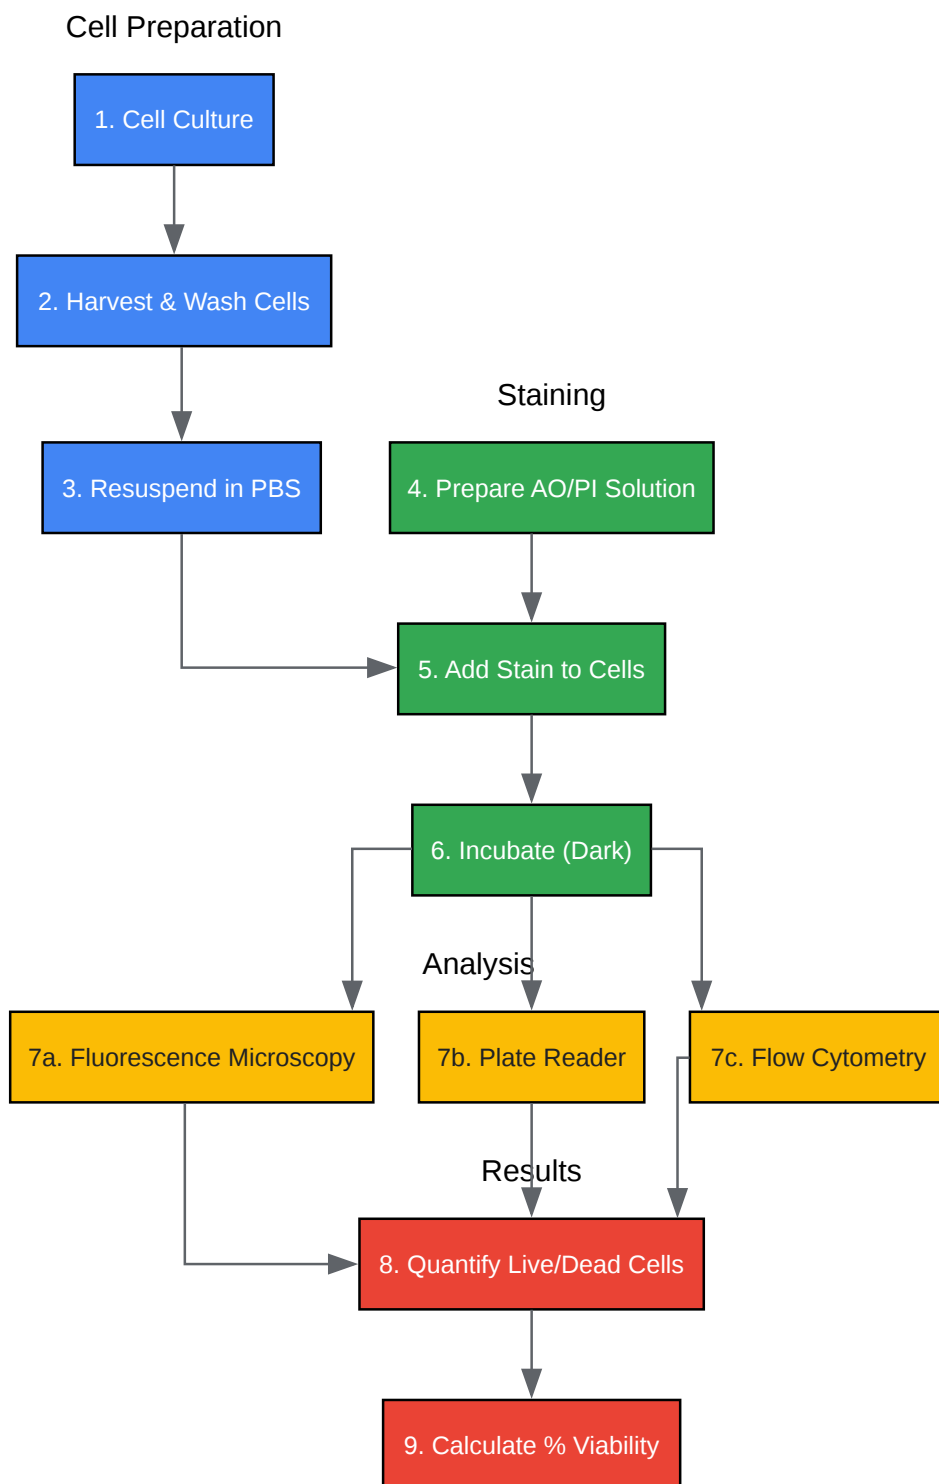 Cell Preparation
1. Cell Culture
2. Harvest & Wash Cells
Staining
3. Resuspend in PBS
4. Prepare AO/PI Solution
5. Add Stain to Cells
6. Incubate (Dark)
Analysis
7a. Fluorescence Microscopy
7b. Plate Reader
7c. Flow Cytometry
Results
8. Quantify Live/Dead Cells
9. Calculate % Viability